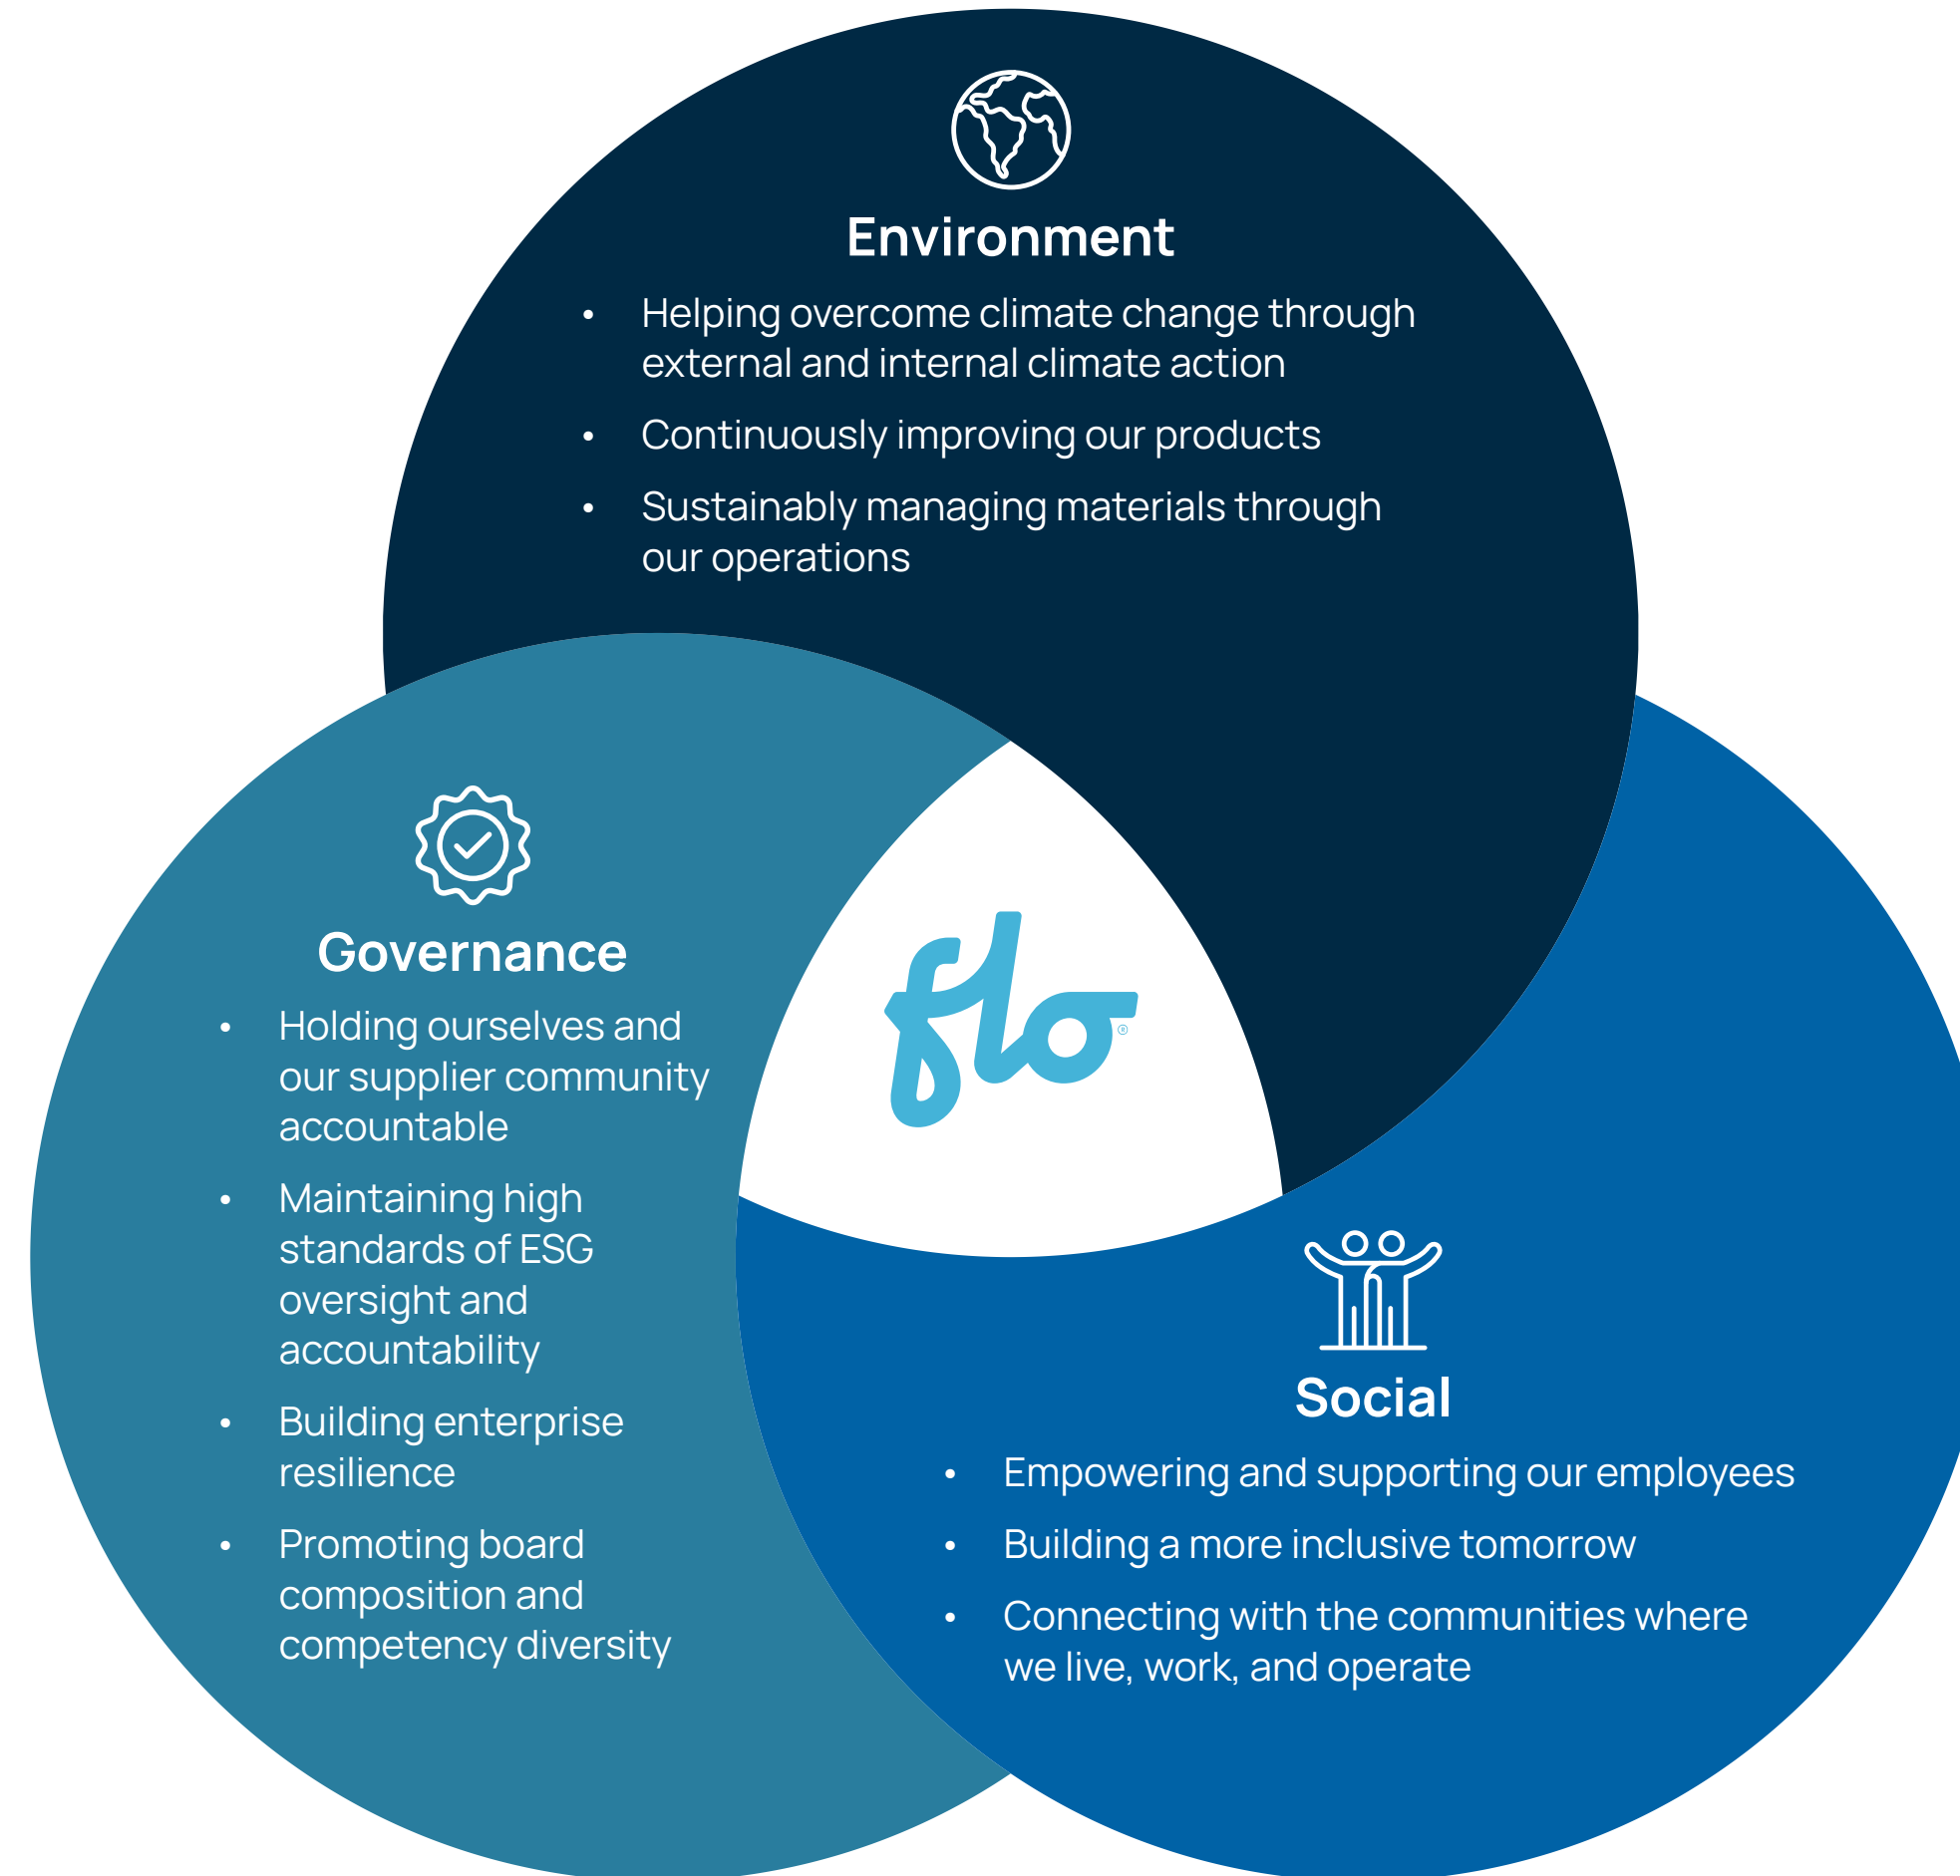 Environment
• Helping overcome climate change through
external and internal climate action
• Continuously improving our products
• Sustainably managing materials through
our operations
Governance
• Holding ourselves and
our supplier community
accountable
• Maintaining high
standards of ESG
oversight and
accountability
• Building enterprise
resilience
• Promoting board
composition and
competency diversity
flo®
Social
• Empowering and supporting our employees
• Building a more inclusive tomorrow
• Connecting with the communities where
we live, work, and operate